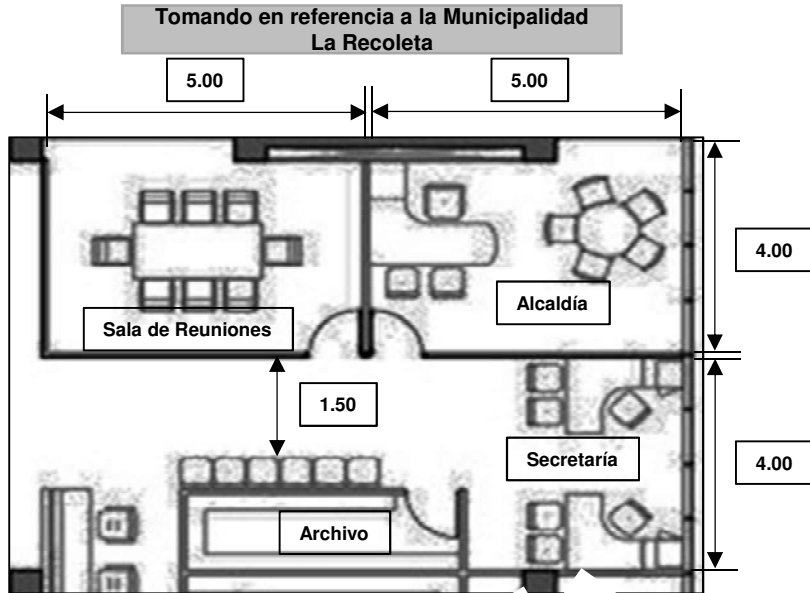 Tomando en referencia a la Municipalidad
La Recoleta
5.00
5.00
4.00
Alcaldía
Sala de Reuniones
1.50
Secretaría
4.00
Archivo